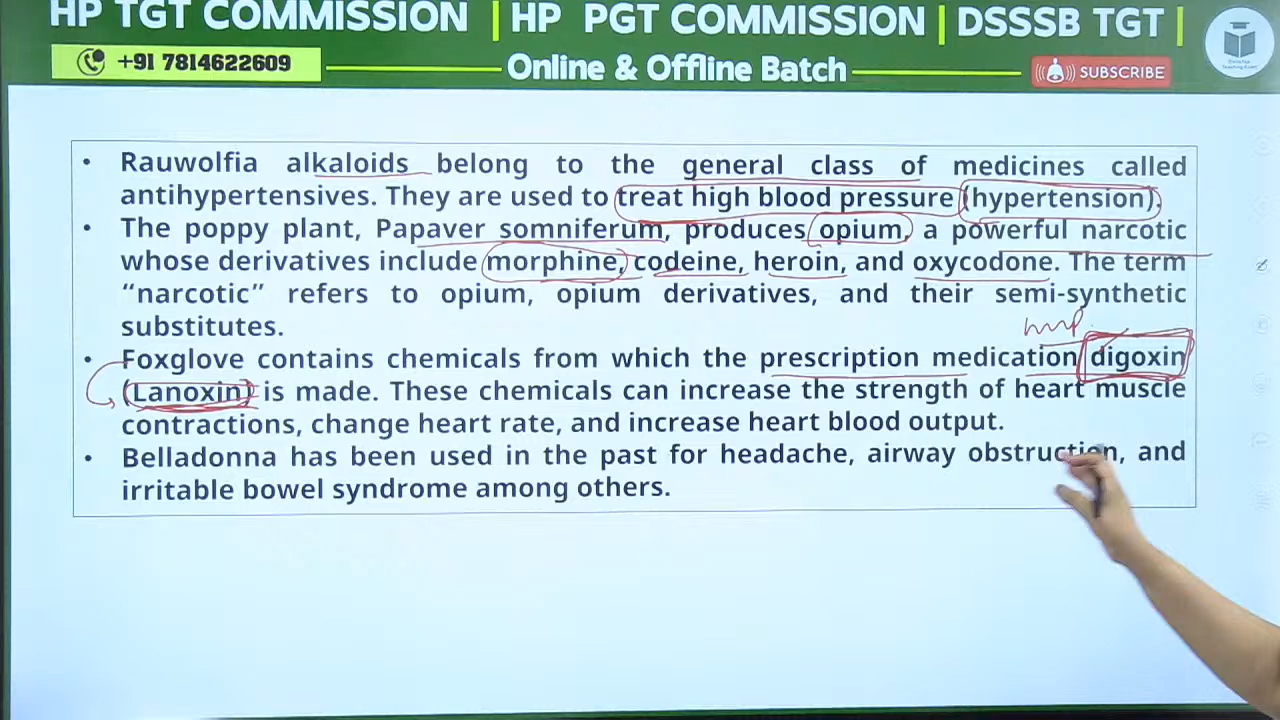 HP TGT COMMISSION | HP PGT COMMISSION | DSSSB TGT |
+91 7814622609
Online & Offline Batch
SUBSCRIBE
• Rauwolfia alkaloids belong to the general class of medicines called
antihypertensives. They are used to treat high blood pressure (hypertension).
• The poppy plant, Papaver somniferum, produces opium, a powerful narcotic
whose derivatives include morphine, codeine, heroin, and oxycodone. The term
“narcotic” refers to opium, opium derivatives, and their semi-synthetic
substitutes.
• Foxglove contains chemicals from which the prescription medication digoxin
(Lanoxin) is made. These chemicals can increase the strength of heart muscle
contractions, change heart rate, and increase heart blood output.
• Belladonna has been used in the past for headache, airway obstruction, and
irritable bowel syndrome among others.